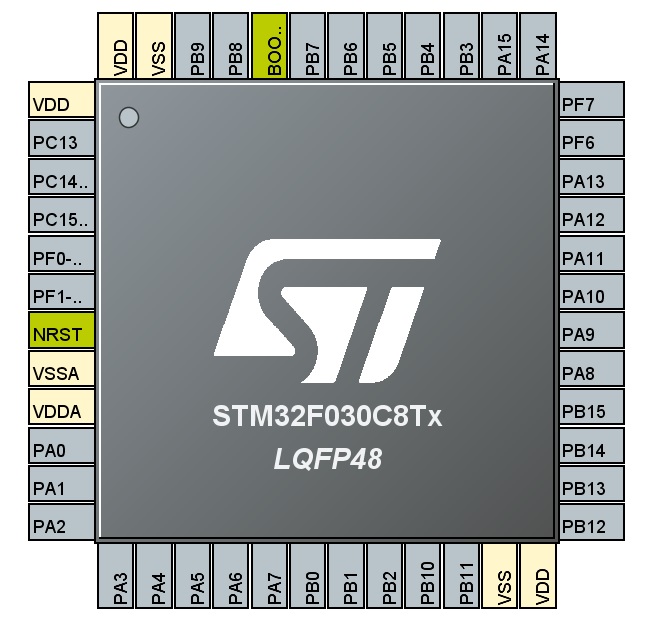 VDD
VSS
PB9
PB8
BOO..
PB7
PB6
PB5
PB4
PB3
PA15
PA14
VDD
PC13
PC14..
PC15..
PF0-..
PF1-..
NRST
VSSA
VDDA
PA0
PA1
PA2
ST
STM32F030C8Tx
LQFP48
PF7
PF6
PA13
PA12
PA11
PA10
PA9
PA8
PB15
PB14
PB13
PB12
PA3
PA4
PA5
PA6
PA7
PB0
PB1
PB2
PB10
PB11
VSS
VDD